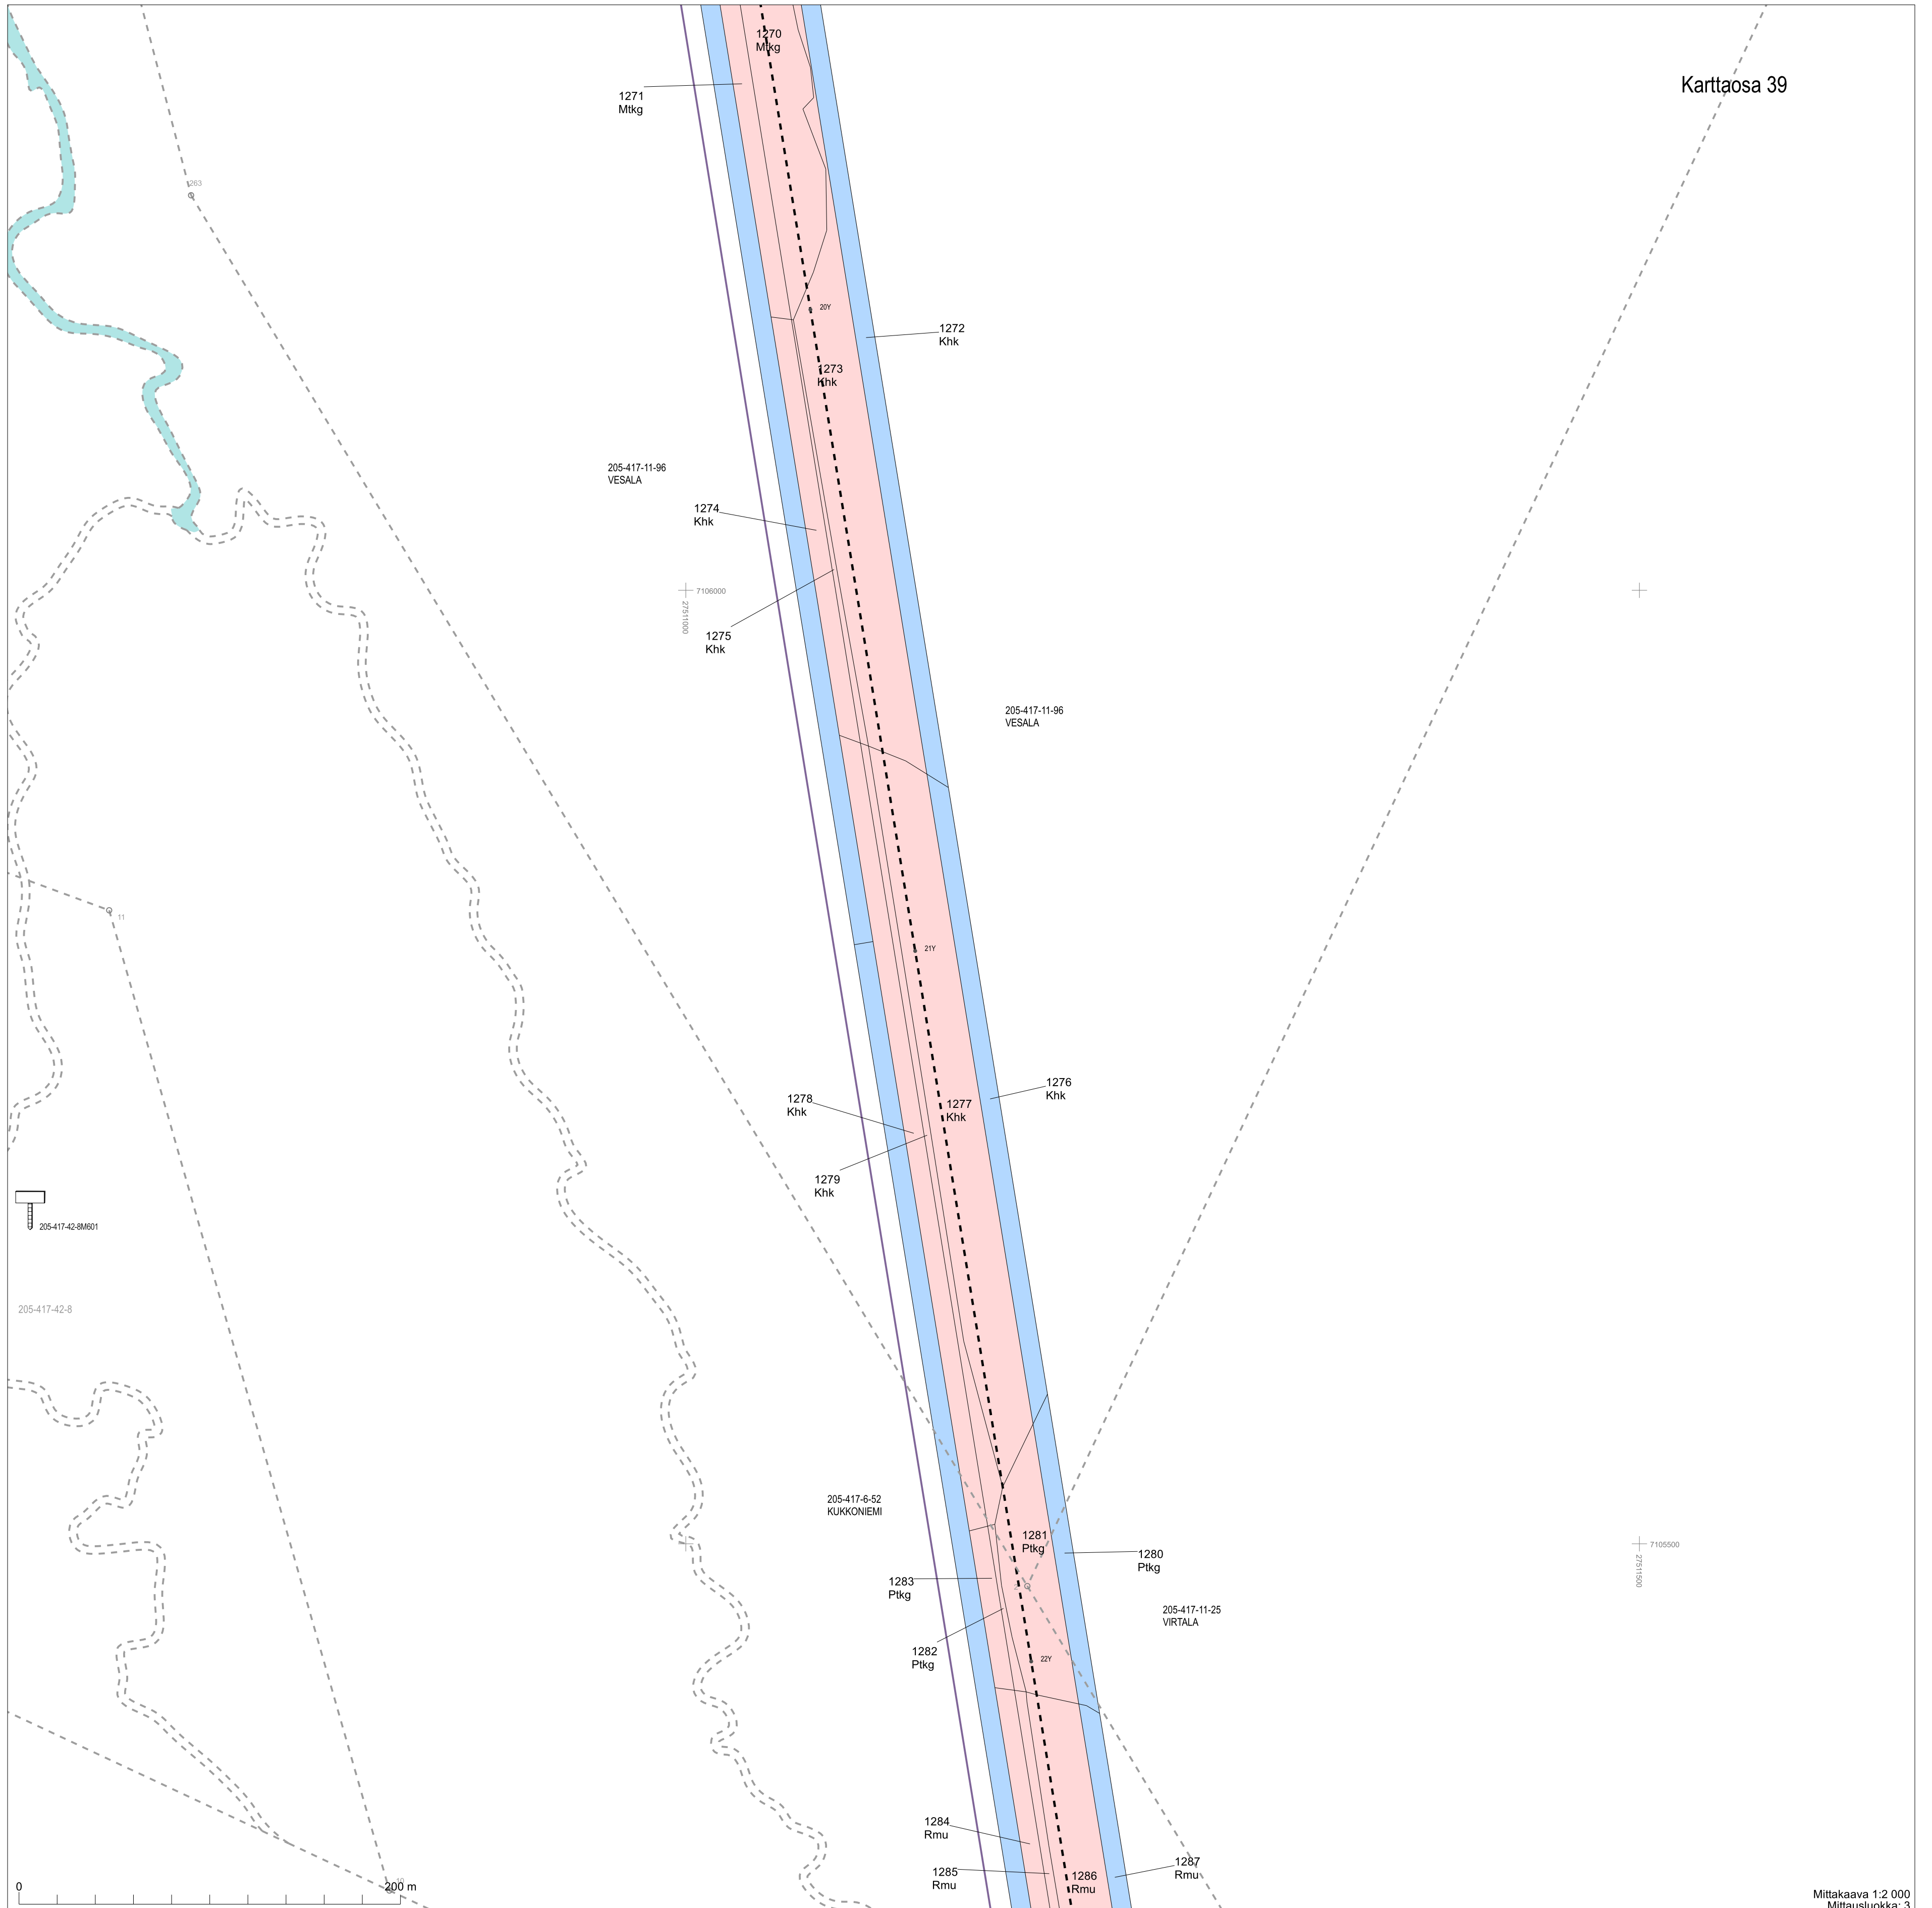 Karttaosa 39
1270
Mtkg
1271
Mtkg
263
20Y
1272
Khk
1273
Khk
205-417-11-96
VESALA
1274
Khk
7106000
27511000
1275
Khk
205-417-11-96
VESALA
11
21Y
1276
Khk
1277
Khk
1278
Khk
1279
Khk
205-417-42-8M601
205-417-42-8
205-417-6-52
KUKKONIEMI
1281
Ptkg
7105500
27511500
1280
Ptkg
1283
Ptkg
2
205-417-11-25
VIRTALA
1282
Ptkg
22Y
1284
Rmu
1285
Rmu
1286
Rmu
1287
Rmu
10
0
200 m
Mittakaava 1:2 000
Mittausluokka: 3